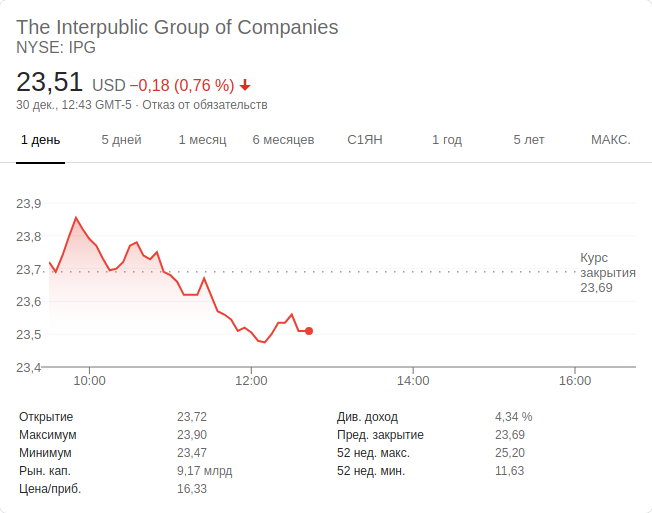 The Interpublic Group of Companies
NYSE: IPG
23,51 USD −0,18 (0,76 %)
30 дек., 12:43 GMT-5 · Отказ от обязательств
1 день 5 дней 1 месяц 6 месяцев С1ЯН 1 год 5 лет МАКС.
23,9
23,8
23,7
23,6
23,5
23,4
Курс
закрытия
23,69
10:00 12:00 14:00 16:00
Открытие 23,72
Максимум 23,90
Минимум 23,47
Рын. кап. 9,17 млрд
Цена/приб. 16,33
Див. доход 4,34 %
Пред. закрытие 23,69
52 нед. макс. 25,20
52 нед. мин. 11,63